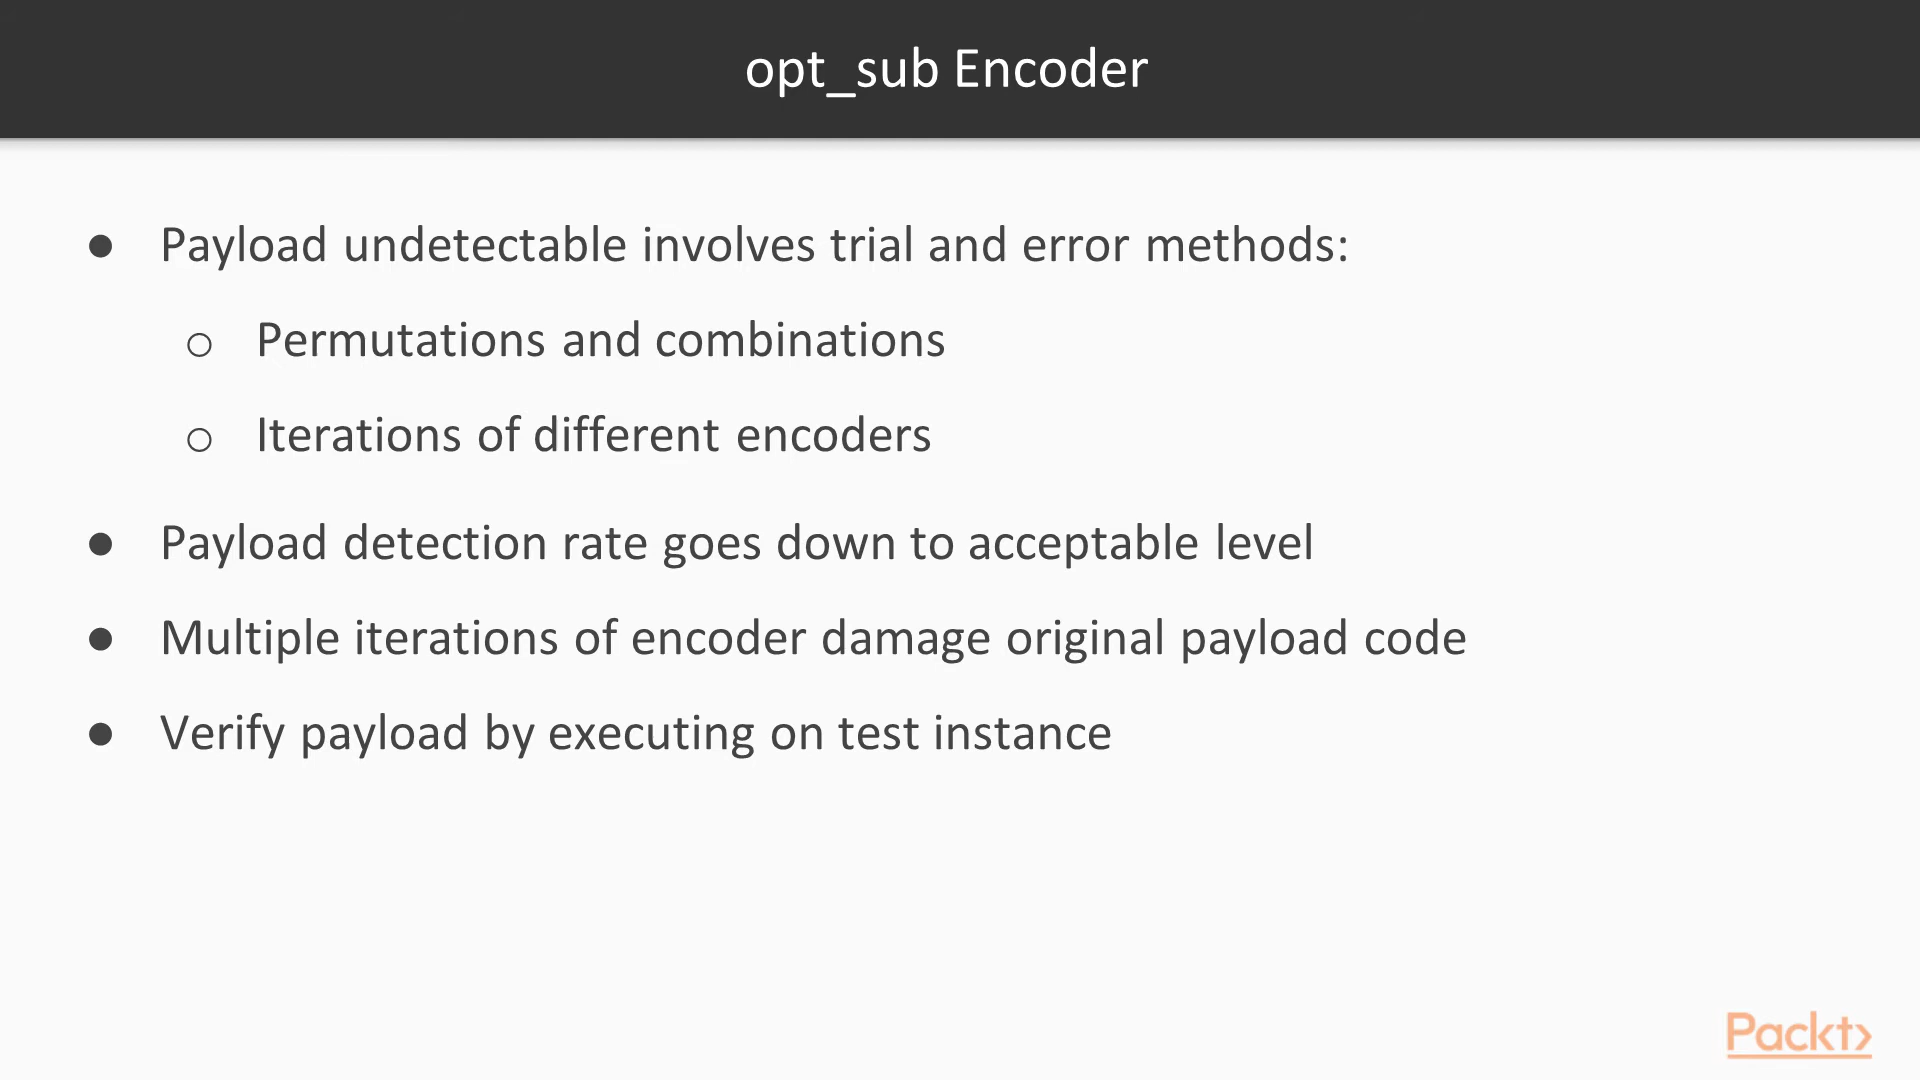 opt_sub Encoder
● Payload undetectable involves trial and error methods:
○ Permutations and combinations
○ Iterations of different encoders
● Payload detection rate goes down to acceptable level
● Multiple iterations of encoder damage original payload code
● Verify payload by executing on test instance
Packt>